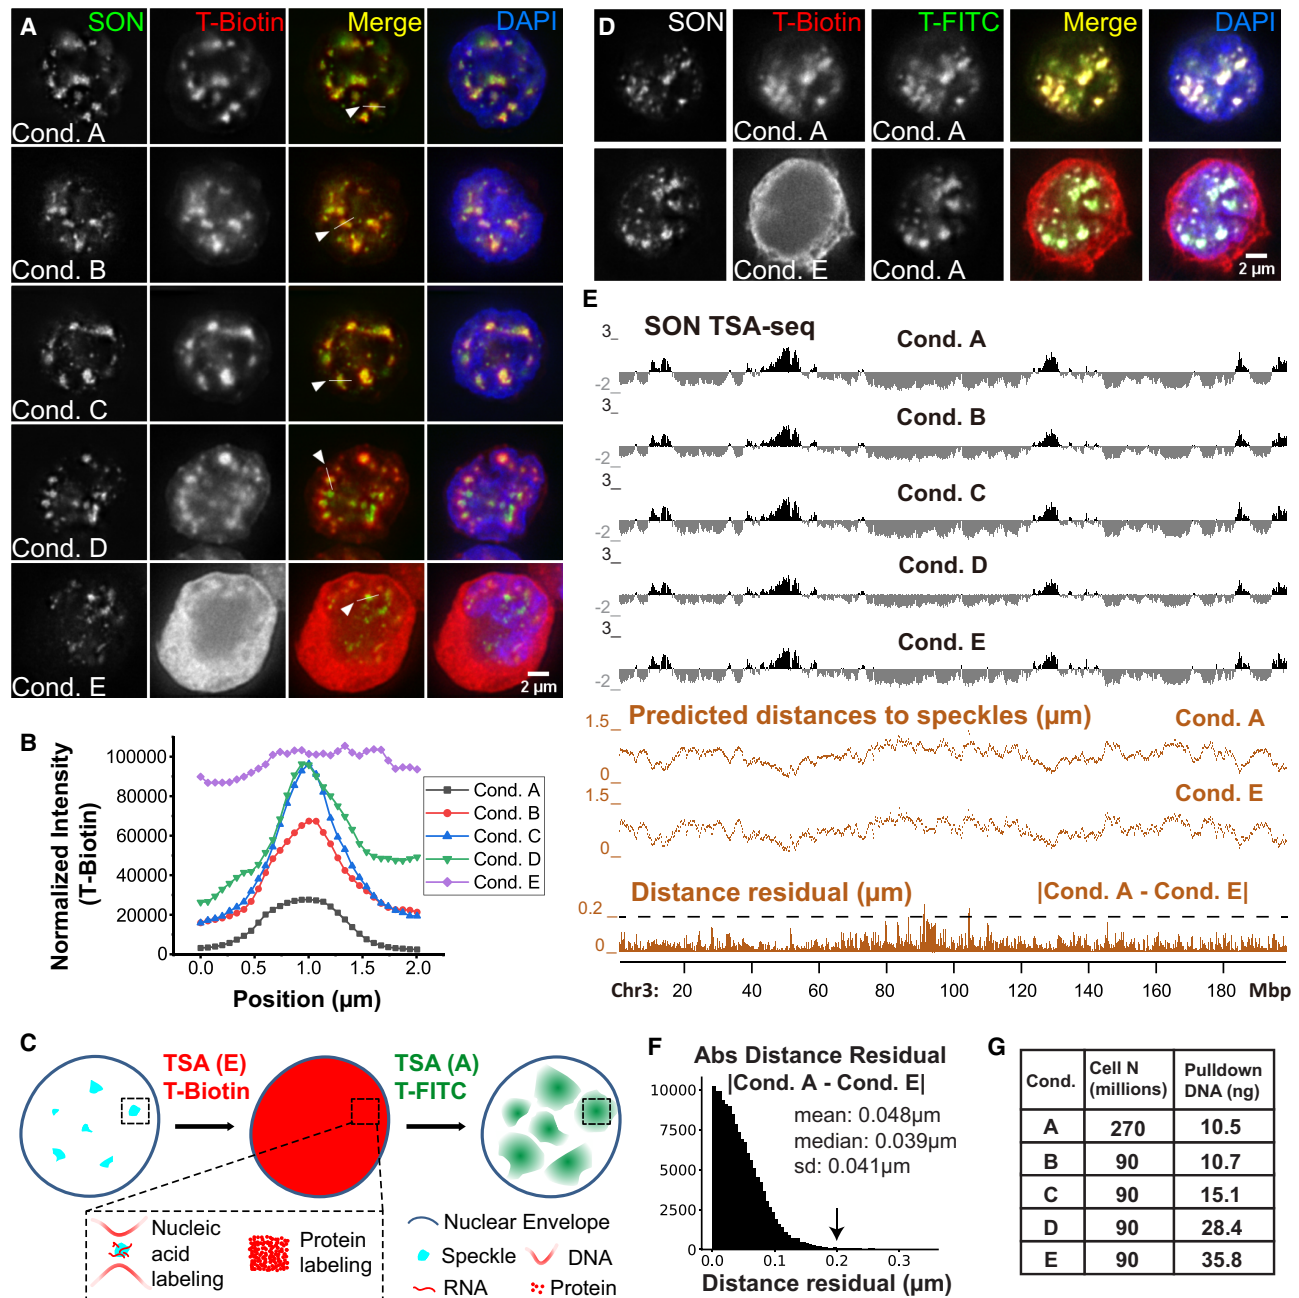 A
SON
T-Biotin
Merge
DAPI
Cond. A
Cond. B
Cond. C
Cond. D
Cond. E
2 µm
B
Normalized Intensity
(T-Biotin)
100000
80000
60000
40000
20000
0
0.0 0.5 1.0 1.5 2.0
Position (µm)
Cond. A
Cond. B
Cond. C
Cond. D
Cond. E
C
TSA (E)
T-Biotin
TSA (A)
T-FITC
Nucleic
acid
labeling
Protein
labeling
Nuclear Envelope
Speckle
DNA
RNA
Protein
D
SON
T-Biotin
T-FITC
Merge
DAPI
Cond. A
Cond. A
Cond. E
Cond. A
2 µm
E
SON TSA-seq
3
Cond. A
-2
3
Cond. B
-2
3
Cond. C
-2
3
Cond. D
-2
3
Cond. E
-2
Predicted distances to speckles (µm)
1.5
Cond. A
0
1.5
Cond. E
0
Distance residual (µm)
|Cond. A - Cond. E|
0.2
0
Chr3: 20 40 60 80 100 120 140 160 180 Mbp
F
Abs Distance Residual
|Cond. A - Cond. E|
mean: 0.048µm
median: 0.039µm
sd: 0.041µm
10000
7500
5000
2500
0
0.0 0.1 0.2 0.3
Distance residual (µm)
G
Cond. Cell N (millions) Pulldown DNA (ng)
A 270 10.5
B 90 10.7
C 90 15.1
D 90 28.4
E 90 35.8